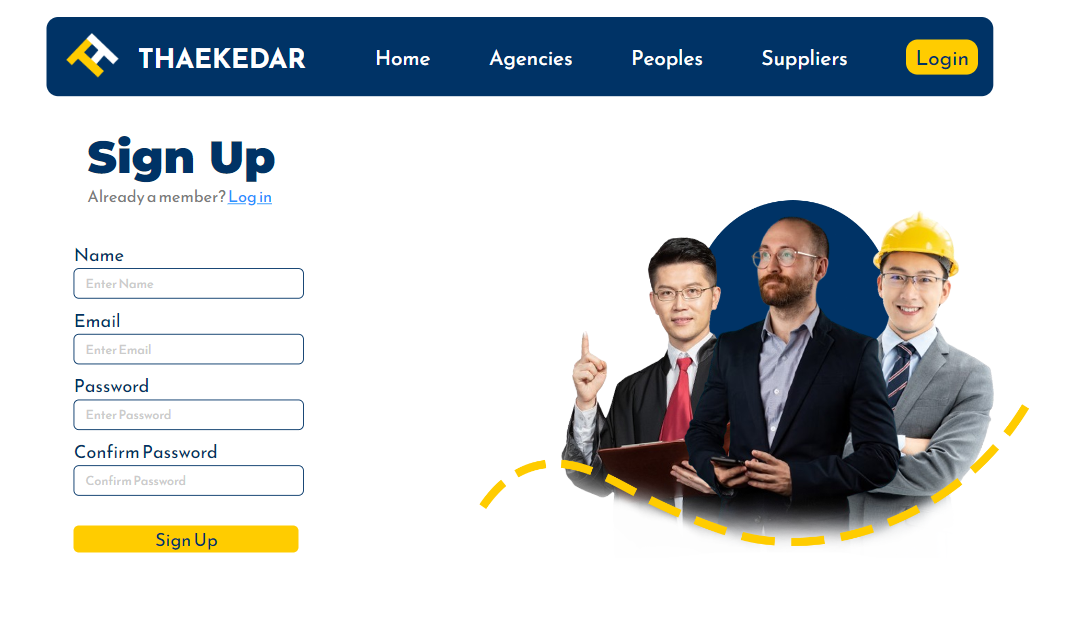 THAEKEDAR Home Agencies Peoples Suppliers Login
Sign Up
Already a member? Log in
Name
Enter Name
Email
Enter Email
Password
Enter Password
Confirm Password
Confirm Password
Sign Up